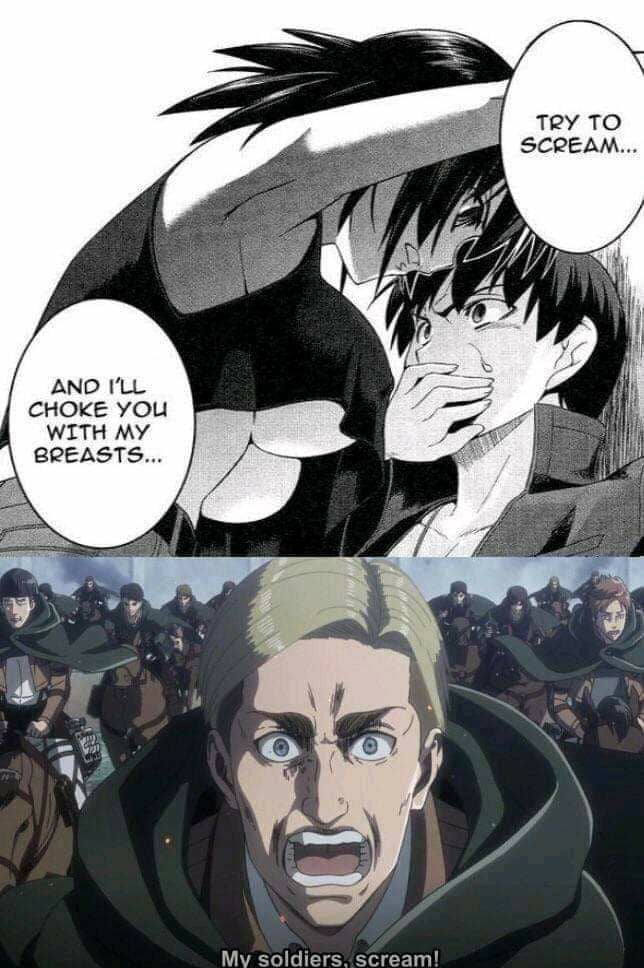 TRY TO
SCREAM...
AND I'LL
CHOKE YOU
WITH MY
BREASTS...
My soldiers, scream!